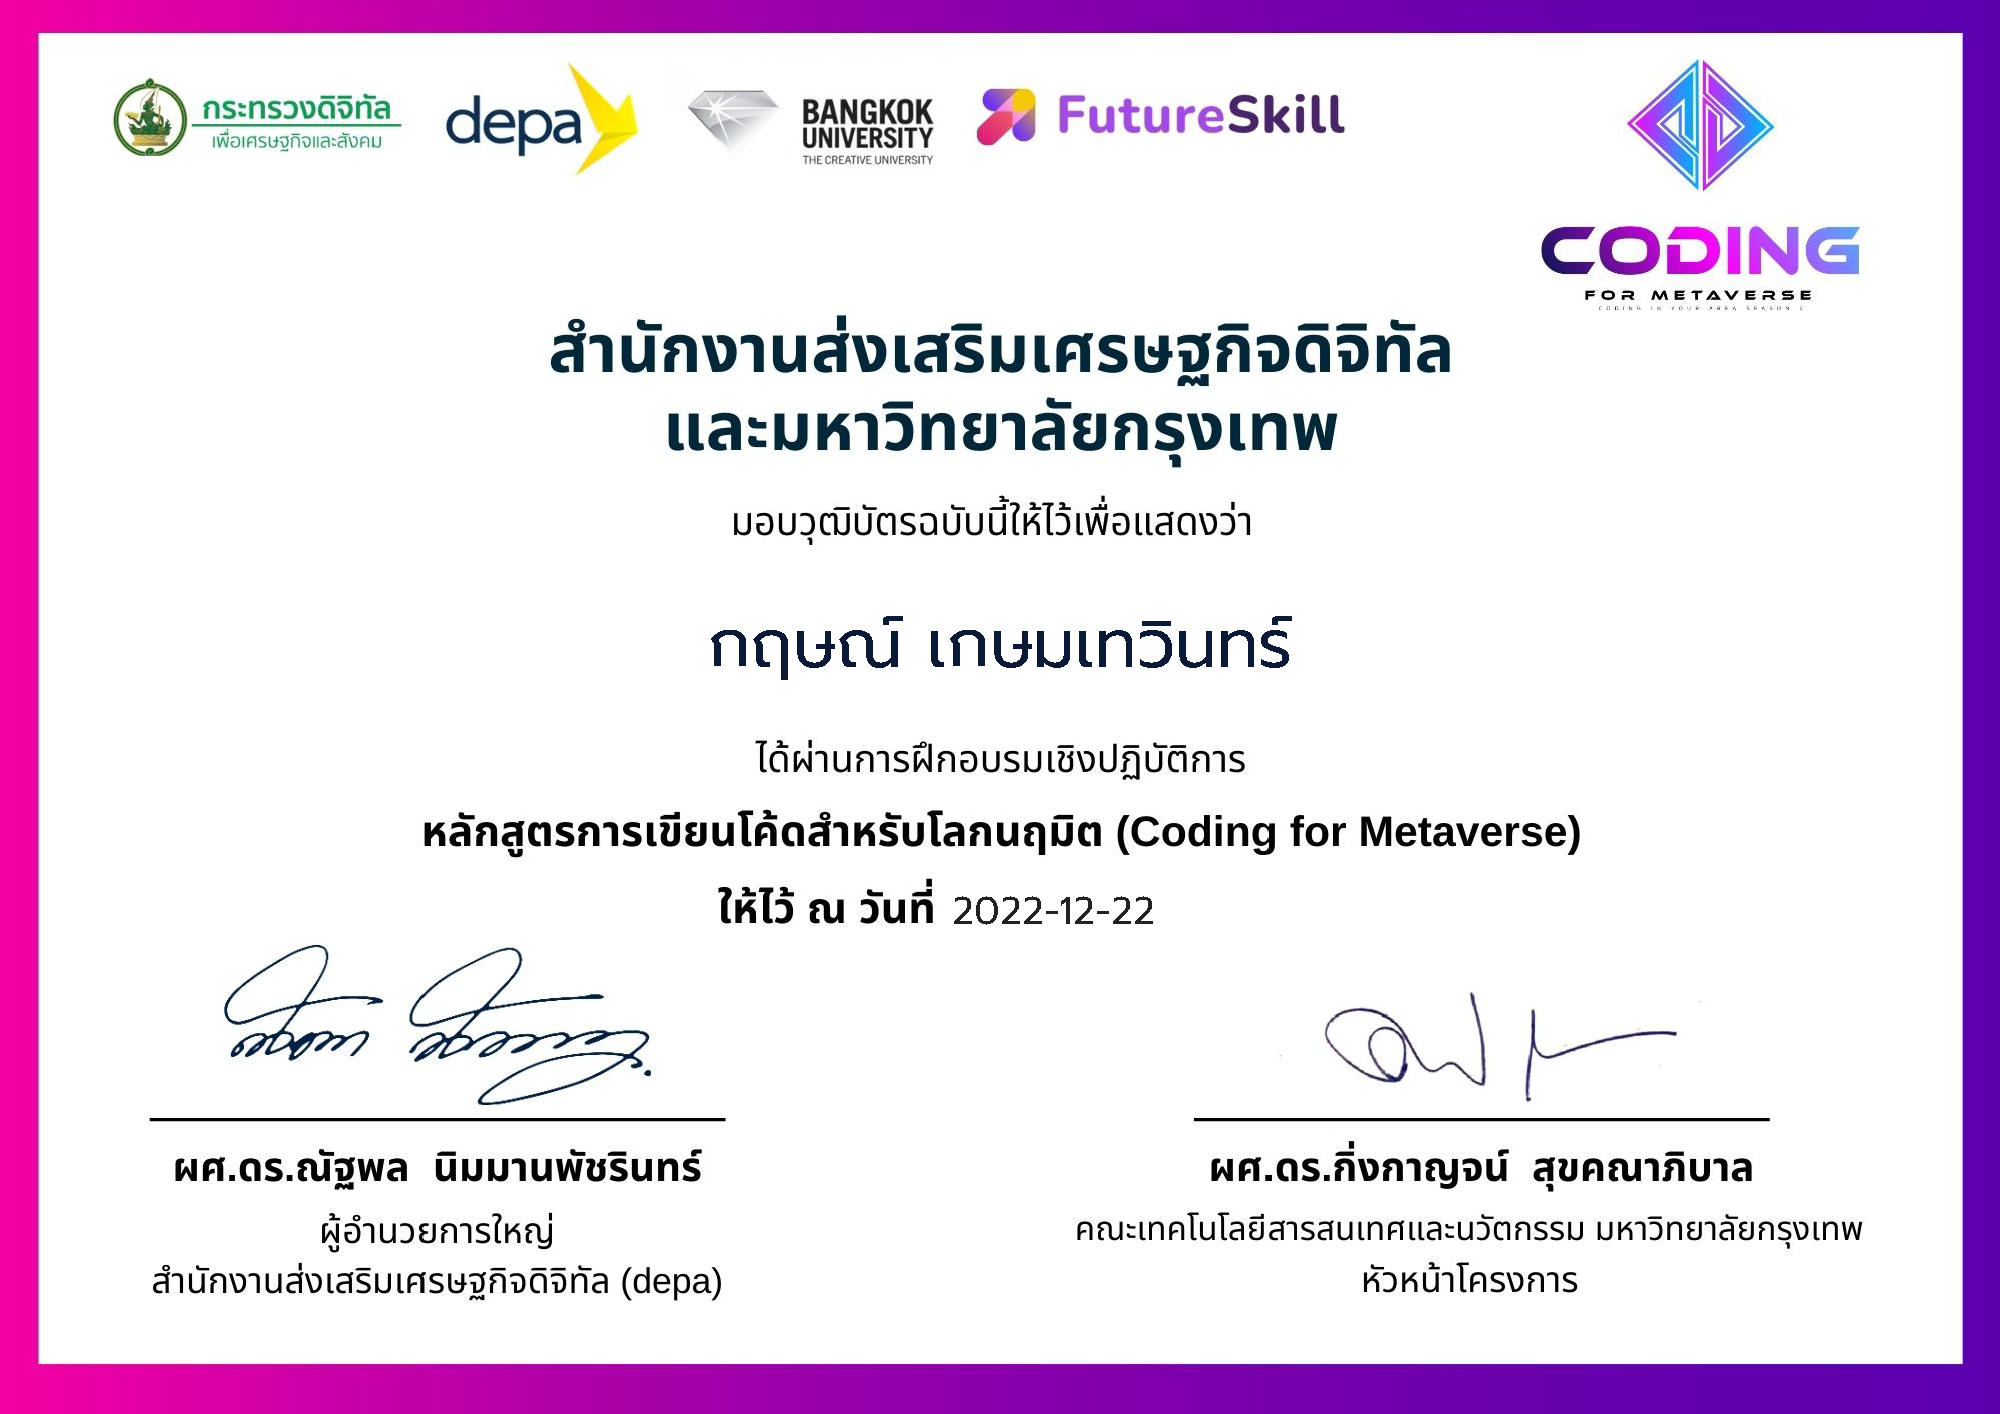 กระทรวงดิจิทัล
เพื่อเศรษฐกิจและสังคม
depa
BANGKOK
UNIVERSITY
THE CREATIVE UNIVERSITY
FutureSkill
CODING
FOR METAVERSE
CODING IN YOUR AREA SEASON 2
สำนักงานส่งเสริมเศรษฐกิจดิจิทัล
และมหาวิทยาลัยกรุงเทพ
มอบวุฒิบัตรฉบับนี้ให้ไว้เพื่อแสดงว่า
กฤษณ์ เกษมเทวินทร์
ได้ผ่านการฝึกอบรมเชิงปฏิบัติการ
หลักสูตรการเขียนโค้ดสำหรับโลกนฤมิต (Coding for Metaverse)
ให้ไว้ ณ วันที่ 2022-12-22
ผศ.ดร.ณัฐพล นิมมานพัชรินทร์
ผู้อำนวยการใหญ่
สำนักงานส่งเสริมเศรษฐกิจดิจิทัล (depa)
ผศ.ดร.กิ่งกาญจน์ สุขคณาภิบาล
คณะเทคโนโลยีสารสนเทศและนวัตกรรม มหาวิทยาลัยกรุงเทพ
หัวหน้าโครงการ